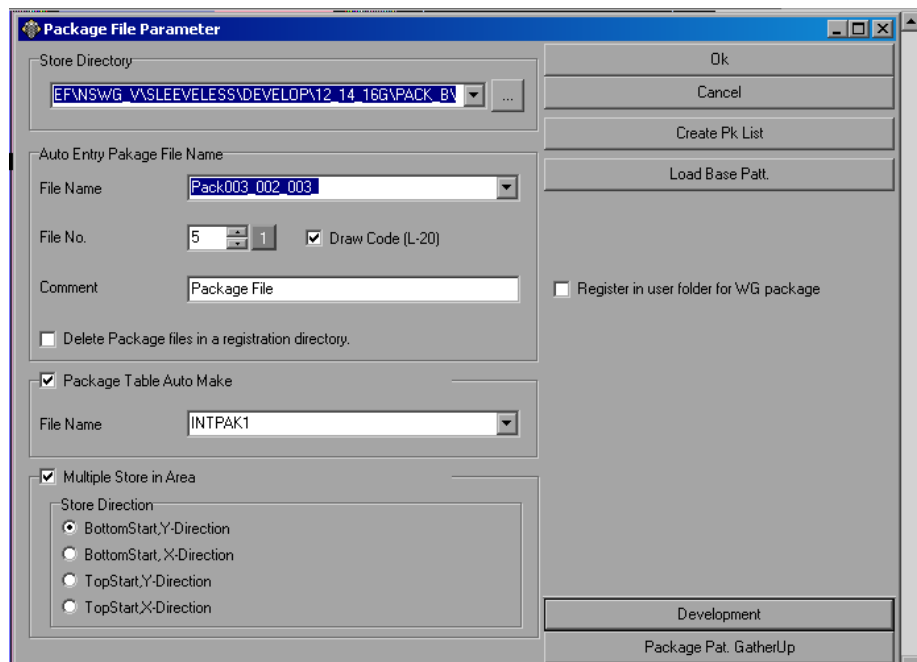 Package File Parameter
Store Directory
EF\NSWG_V\SLEEVELESS\DEVELOP\12_14_16G\PACK_B\
...
Ok
Cancel
Create Pk List
Load Base Patt.
Auto Entry Pakage File Name
File Name
Pack003_002_003_
File No.
5
1
Draw Code (L-20)
Comment
Package File
Register in user folder for WG package
Delete Package files in a registration directory.
Package Table Auto Make
File Name
INTPAK1
Multiple Store in Area
Store Direction
BottomStart,Y-Direction
BottomStart, X-Direction
TopStart,Y-Direction
TopStart,X-Direction
Development
Package Pat. GatherUp